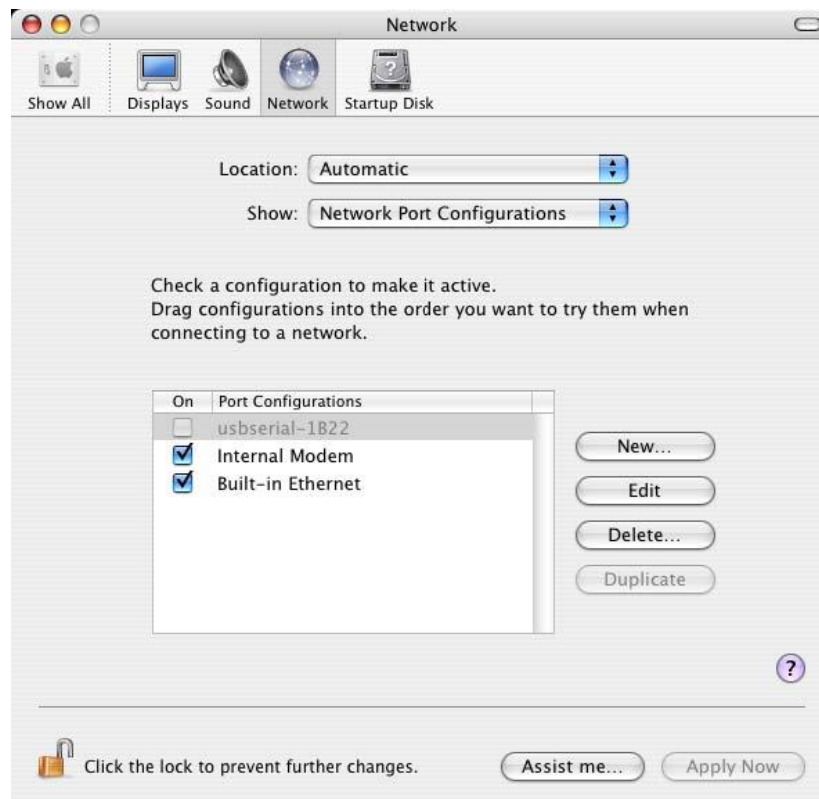 Network
Show All
Displays
Sound
Network
Startup Disk
Location: Automatic
Show: Network Port Configurations
Check a configuration to make it active.
Drag configurations into the order you want to try them when
connecting to a network.
On Port Configurations
usbserial-1B22
Internal Modem
Built-in Ethernet
New...
Edit
Delete...
Duplicate
?
Click the lock to prevent further changes.
Assist me...
Apply Now